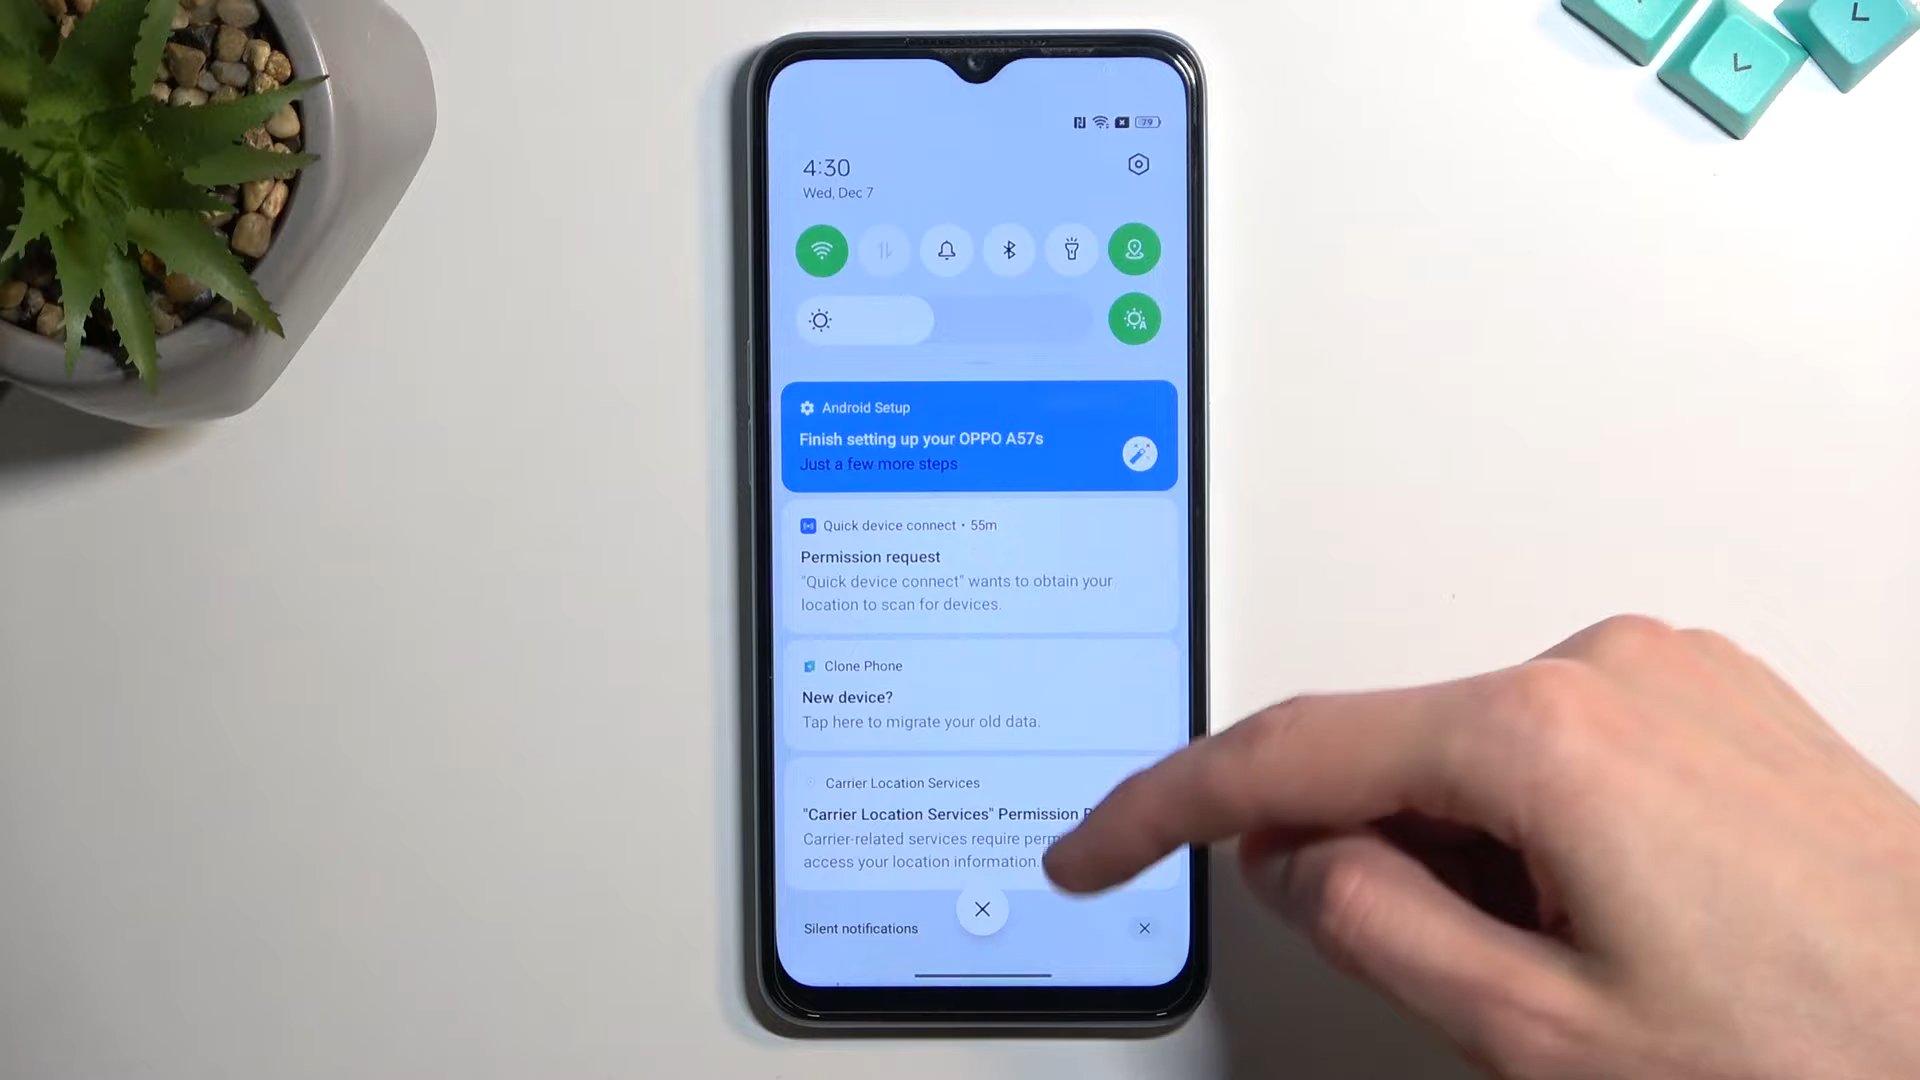 79
4:30
Wed, Dec 7
Android Setup
Finish setting up your OPPO A57s
Just a few more steps
Quick device connect • 55m
Permission request
"Quick device connect" wants to obtain your
location to scan for devices.
Clone Phone
New device?
Tap here to migrate your old data.
Carrier Location Services
"Carrier Location Services" Permission
Carrier-related services require
access your location information.
Silent notifications